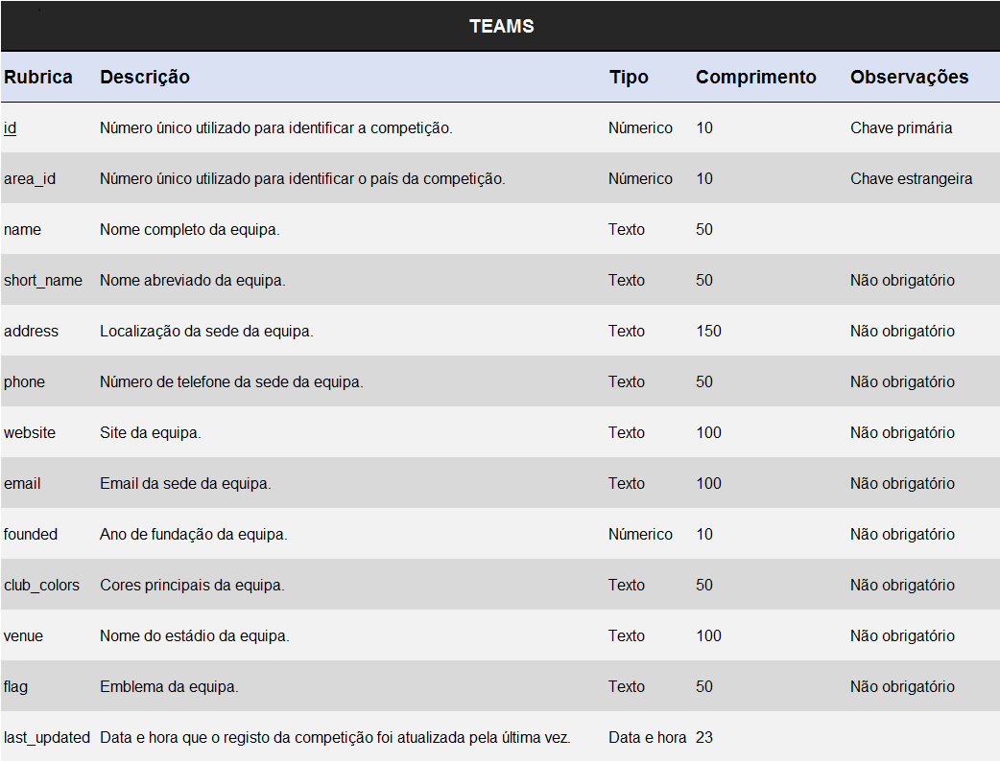 TEAMS
Rubrica Descrição Tipo Comprimento Observações
id Número único utilizado para identificar a competição. Númerico 10 Chave primária
area_id Número único utilizado para identificar o país da competição. Númerico 10 Chave estrangeira
name Nome completo da equipa. Texto 50
short_name Nome abreviado da equipa. Texto 50 Não obrigatório
address Localização da sede da equipa. Texto 150 Não obrigatório
phone Número de telefone da sede da equipa. Texto 50 Não obrigatório
website Site da equipa. Texto 100 Não obrigatório
email Email da sede da equipa. Texto 100 Não obrigatório
founded Ano de fundação da equipa. Númerico 10 Não obrigatório
club_colors Cores principais da equipa. Texto 50 Não obrigatório
venue Nome do estádio da equipa. Texto 100 Não obrigatório
flag Emblema da equipa. Texto 50 Não obrigatório
last_updated Data e hora que o registo da competição foi atualizada pela última vez. Data e hora 23